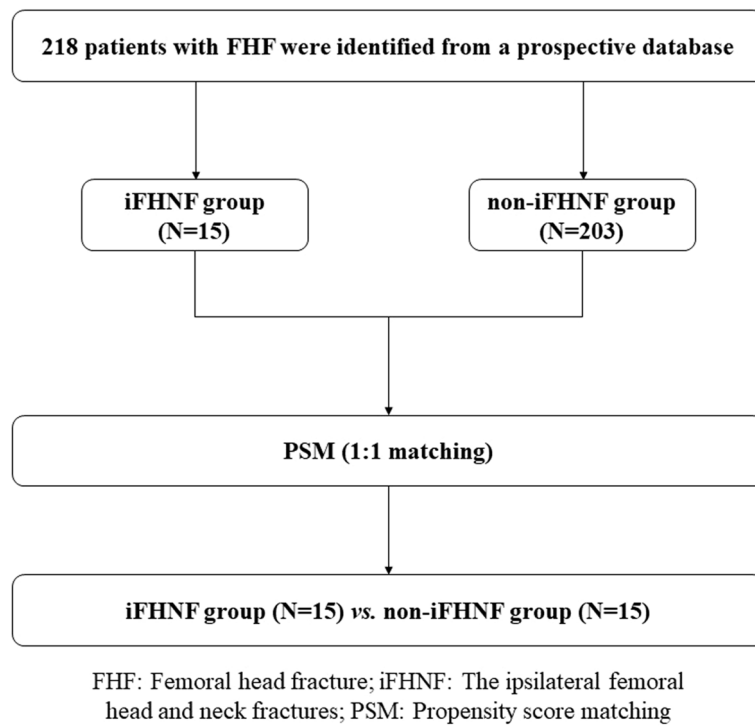 218 patients with FHF were identified from a prospective database
iFHNF group
(N=15)
non-iFHNF group
(N=203)
PSM (1:1 matching)
iFHNF group (N=15) vs. non-iFHNF group (N=15)
FHF: Femoral head fracture; iFHNF: The ipsilateral femoral
head and neck fractures; PSM: Propensity score matching